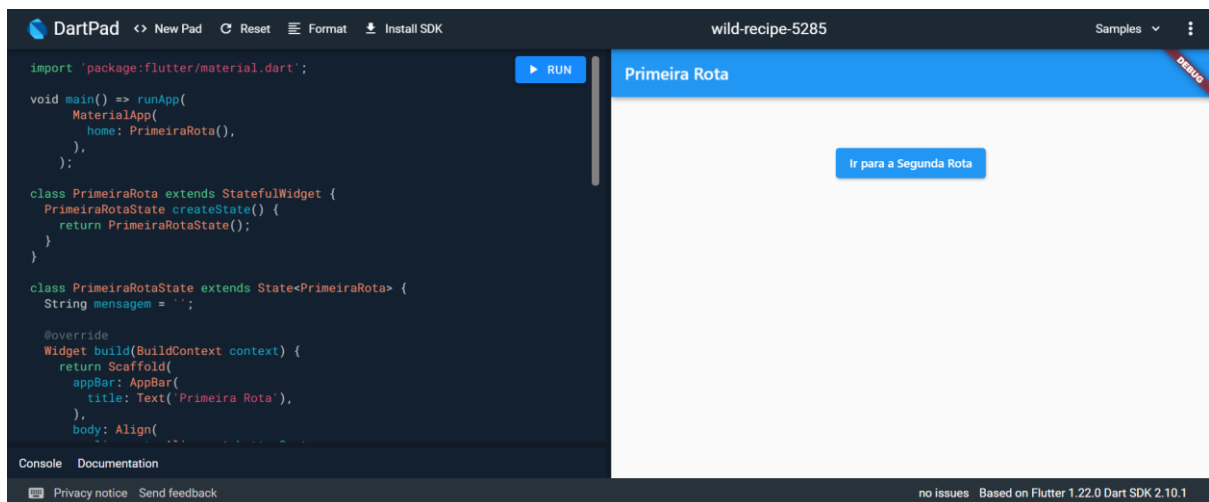 DartPad <> New Pad Reset Format Install SDK wild-recipe-5285 Samples
import 'package:flutter/material.dart';
RUN
void main() => runApp(
MaterialApp(
home: PrimeiraRota(),
),
);
class PrimeiraRota extends StatefulWidget {
PrimeiraRotaState createState() {
return PrimeiraRotaState();
}
}
class PrimeiraRotaState extends State<PrimeiraRota> {
String mensagem = '';
@override
Widget build(BuildContext context) {
return Scaffold(
appBar: AppBar(
title: Text('Primeira Rota'),
),
body: Align(
Console Documentation
Primeira Rota
DEBUG
Ir para a Segunda Rota
Privacy notice Send feedback
no issues Based on Flutter 1.22.0 Dart SDK 2.10.1